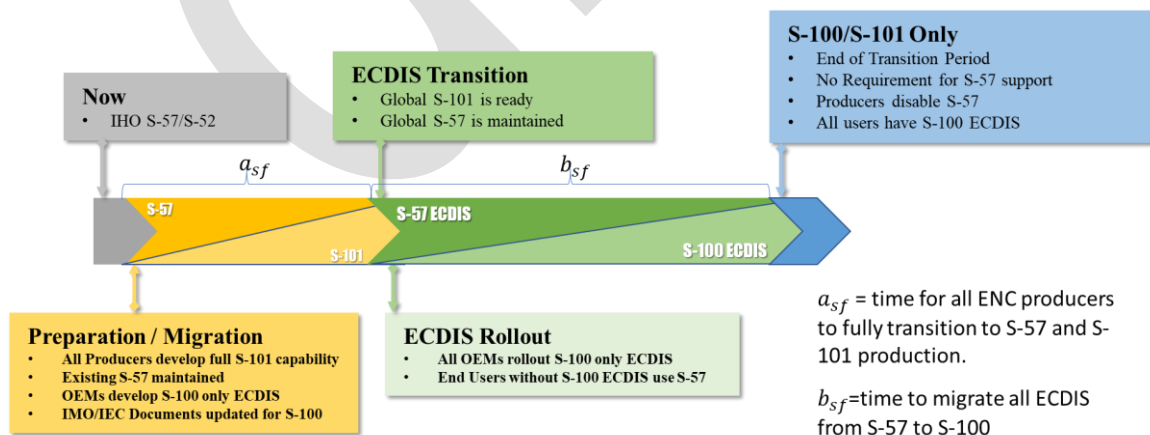 S-100/S-101 Only
• End of Transition Period
• No Requirement for S-57 support
• Producers disable S-57
• All users have S-100 ECDIS
ECDIS Transition
• Global S-101 is ready
• Global S-57 is maintained
Now
• IHO S-57/S-52
a_sf
b_sf
S-57
S-101
S-57 ECDIS
S-100 ECDIS
Preparation / Migration
• All Producers develop full S-101 capability
• Existing S-57 maintained
• OEMs develop S-100 only ECDIS
• IMO/IEC Documents updated for S-100
ECDIS Rollout
• All OEMs rollout S-100 only ECDIS
• End Users without S-100 ECDIS use S-57
a_sf = time for all ENC producers
to fully transition to S-57 and S-
101 production.
b_sf=time to migrate all ECDIS
from S-57 to S-100